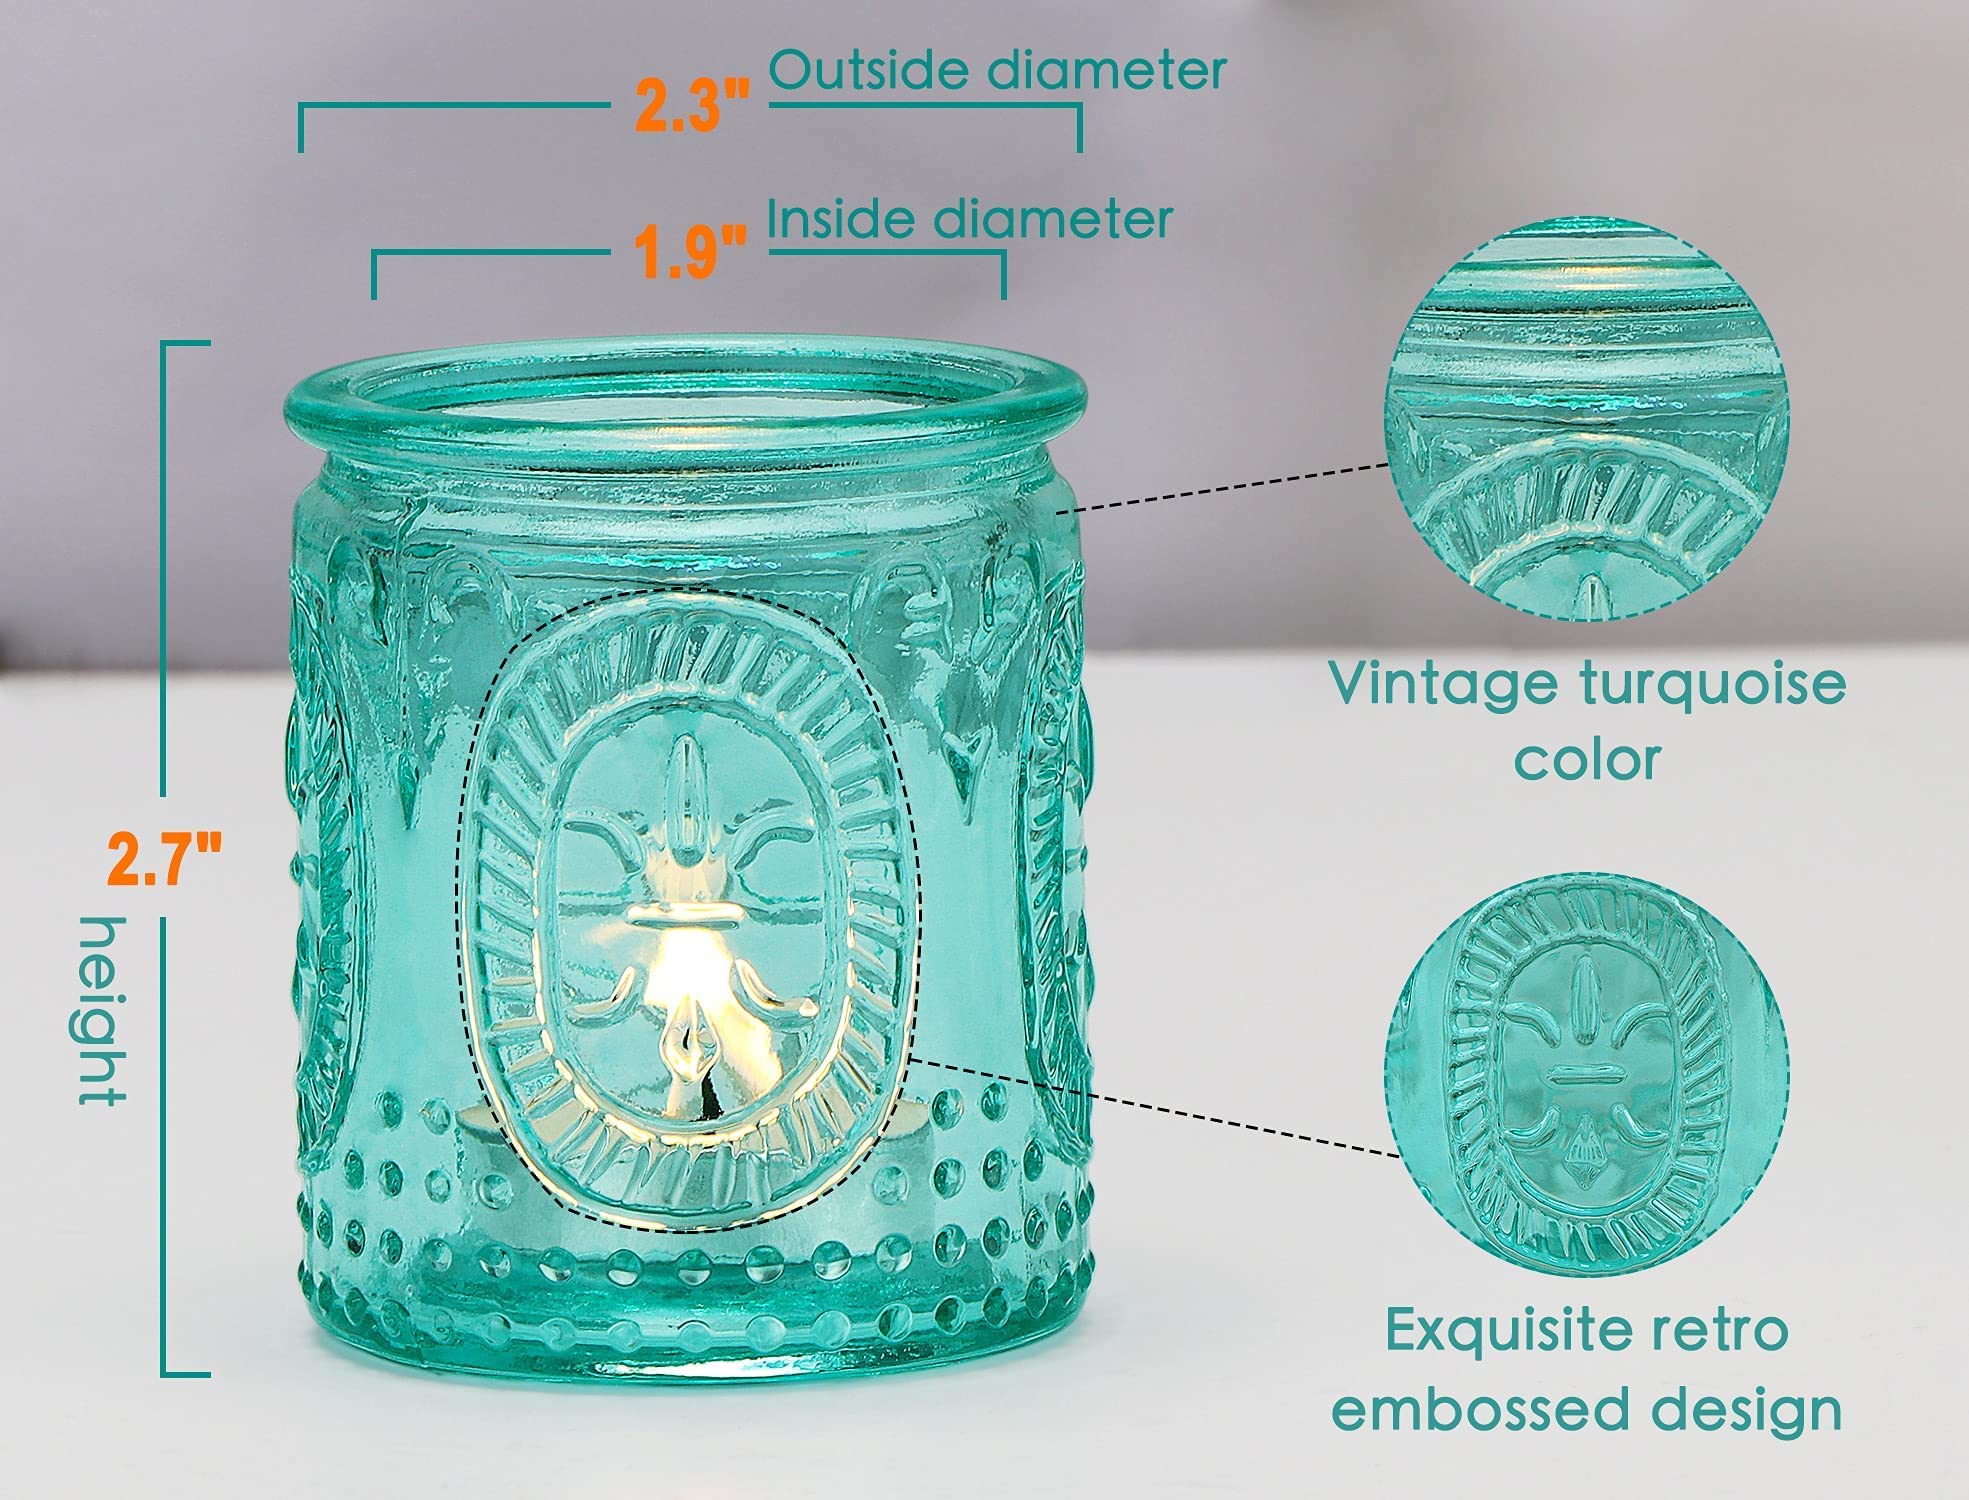 2.3" Outside diameter
1.9" Inside diameter
2.7"
height
Vintage turquoise
color
Exquisite retro
embossed design